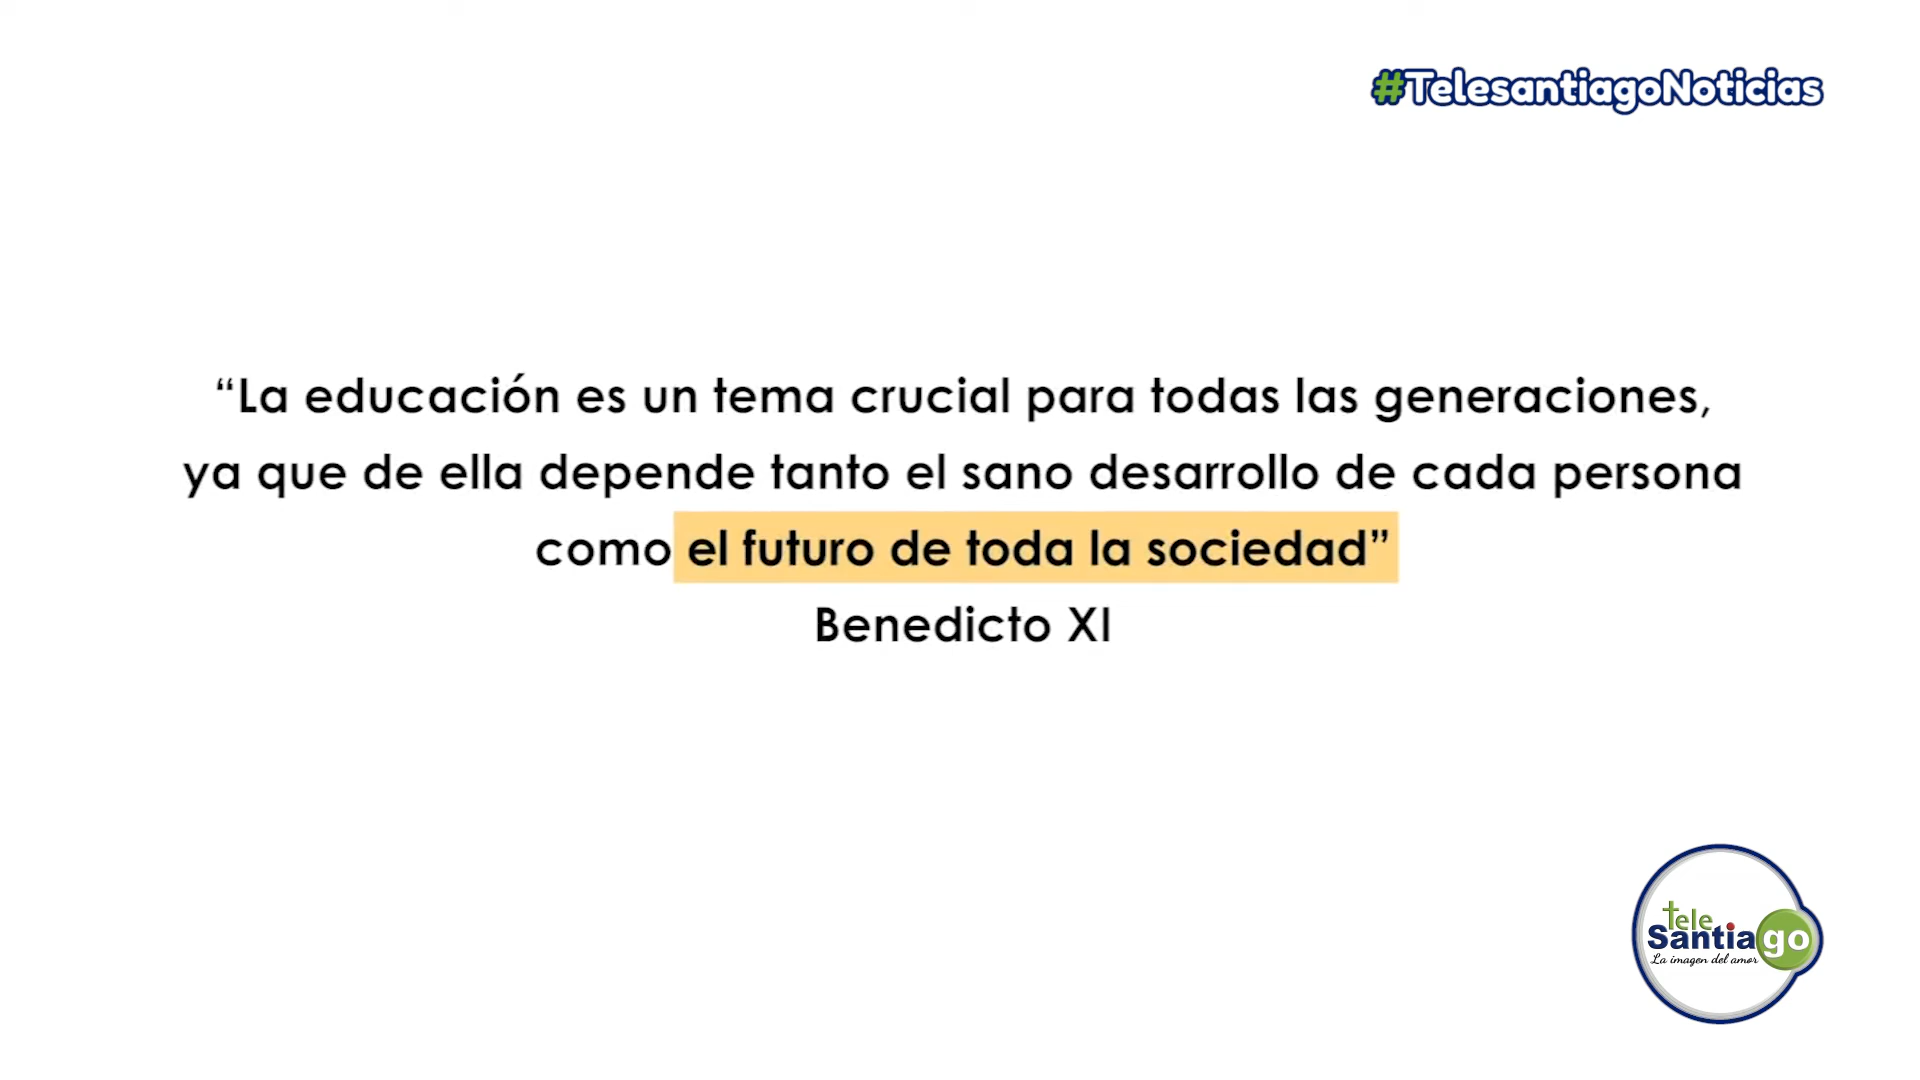 #TelesantiagoNoticias
“La educación es un tema crucial para todas las generaciones,
ya que de ella depende tanto el sano desarrollo de cada persona
como el futuro de toda la sociedad”
Benedicto XI
tele
Santiago
La imagen del amor